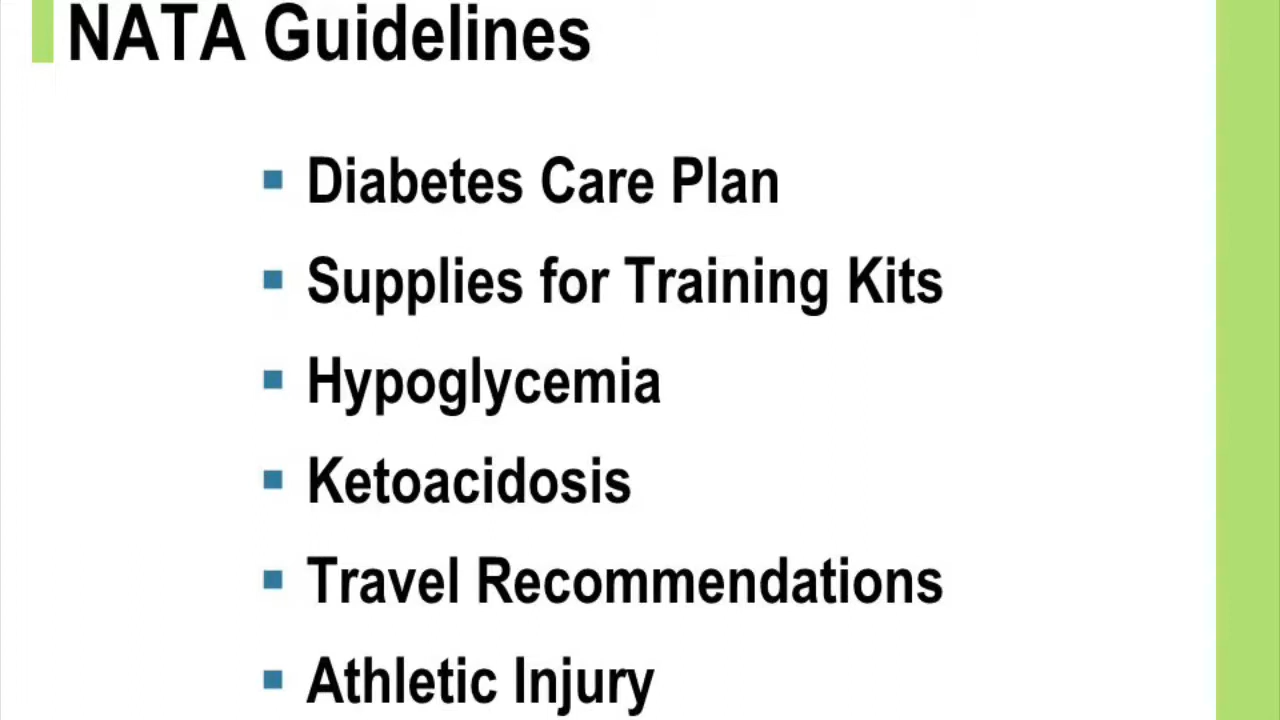 NATA Guidelines
Diabetes Care Plan
Supplies for Training Kits
Hypoglycemia
Ketoacidosis
Travel Recommendations
Athletic Injury